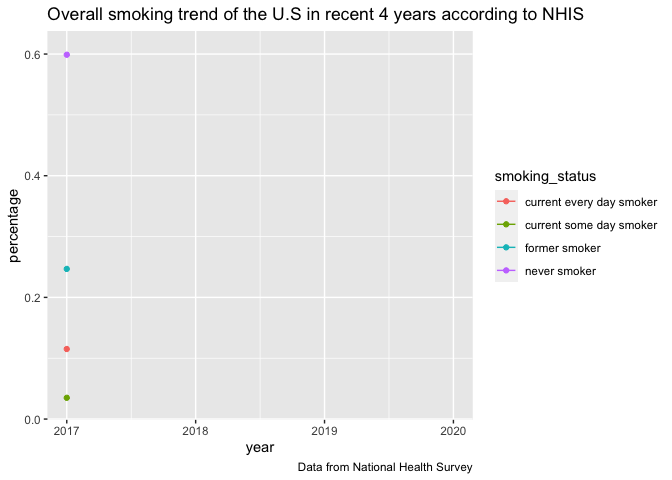 Overall smoking trend of the U.S in recent 4 years according to NHIS
0.6
0.4
0.2
0.0
percentage
2017 2018 2019 2020
year
smoking_status
current every day smoker
current some day smoker
former smoker
never smoker
Data from National Health Survey